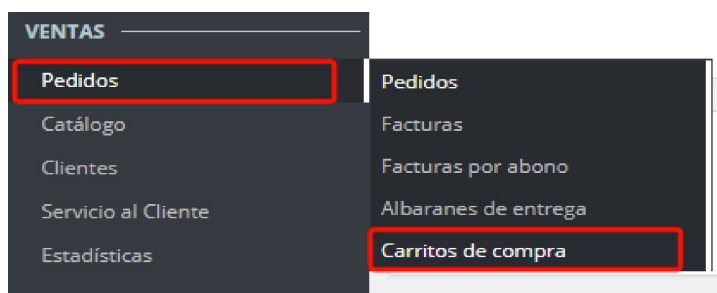 VENTAS
Pedidos
Catálogo
Clientes
Servicio al Cliente
Estadísticas
Pedidos
Facturas
Facturas por abono
Albaranes de entrega
Carritos de compra